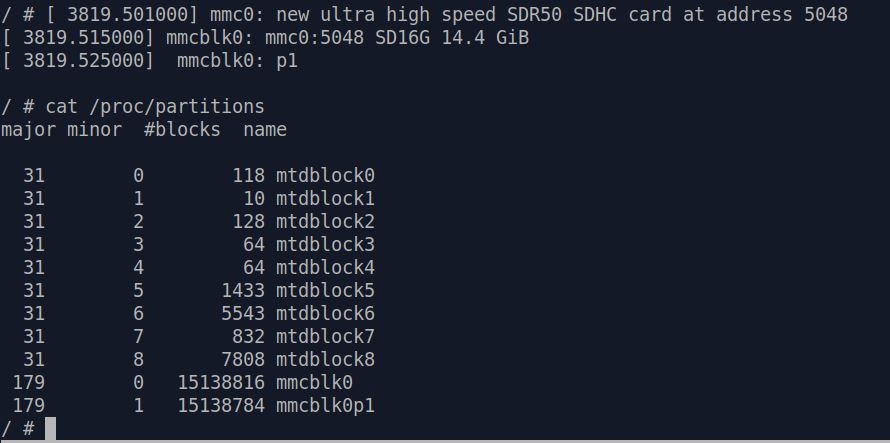 / # [ 3819.501000] mmc0: new ultra high speed SDR50 SDHC card at address 5048
[ 3819.515000] mmcblk0: mmc0:5048 SD16G 14.4 GiB
[ 3819.525000]  mmcblk0: p1
/ # cat /proc/partitions
major minor  #blocks  name
  31        0        118 mtdblock0
  31        1         10 mtdblock1
  31        2        128 mtdblock2
  31        3         64 mtdblock3
  31        4         64 mtdblock4
  31        5       1433 mtdblock5
  31        6       5543 mtdblock6
  31        7        832 mtdblock7
  31        8       7808 mtdblock8
 179        0   15138816 mmcblk0
 179        1   15138784 mmcblk0p1
/ #